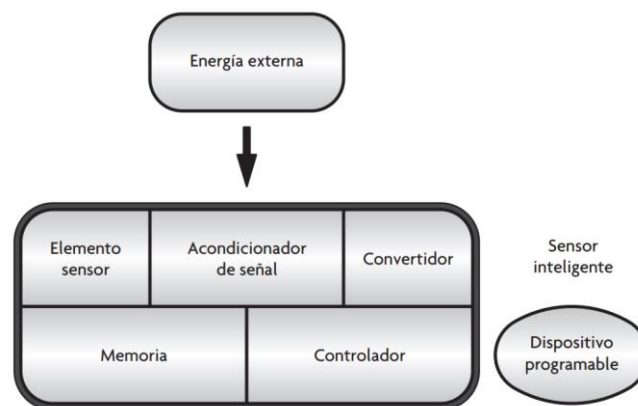 Energía externa
Elemento
sensor
Acondicionador
de señal
Convertidor
Sensor
inteligente
Memoria
Controlador
Dispositivo
programable